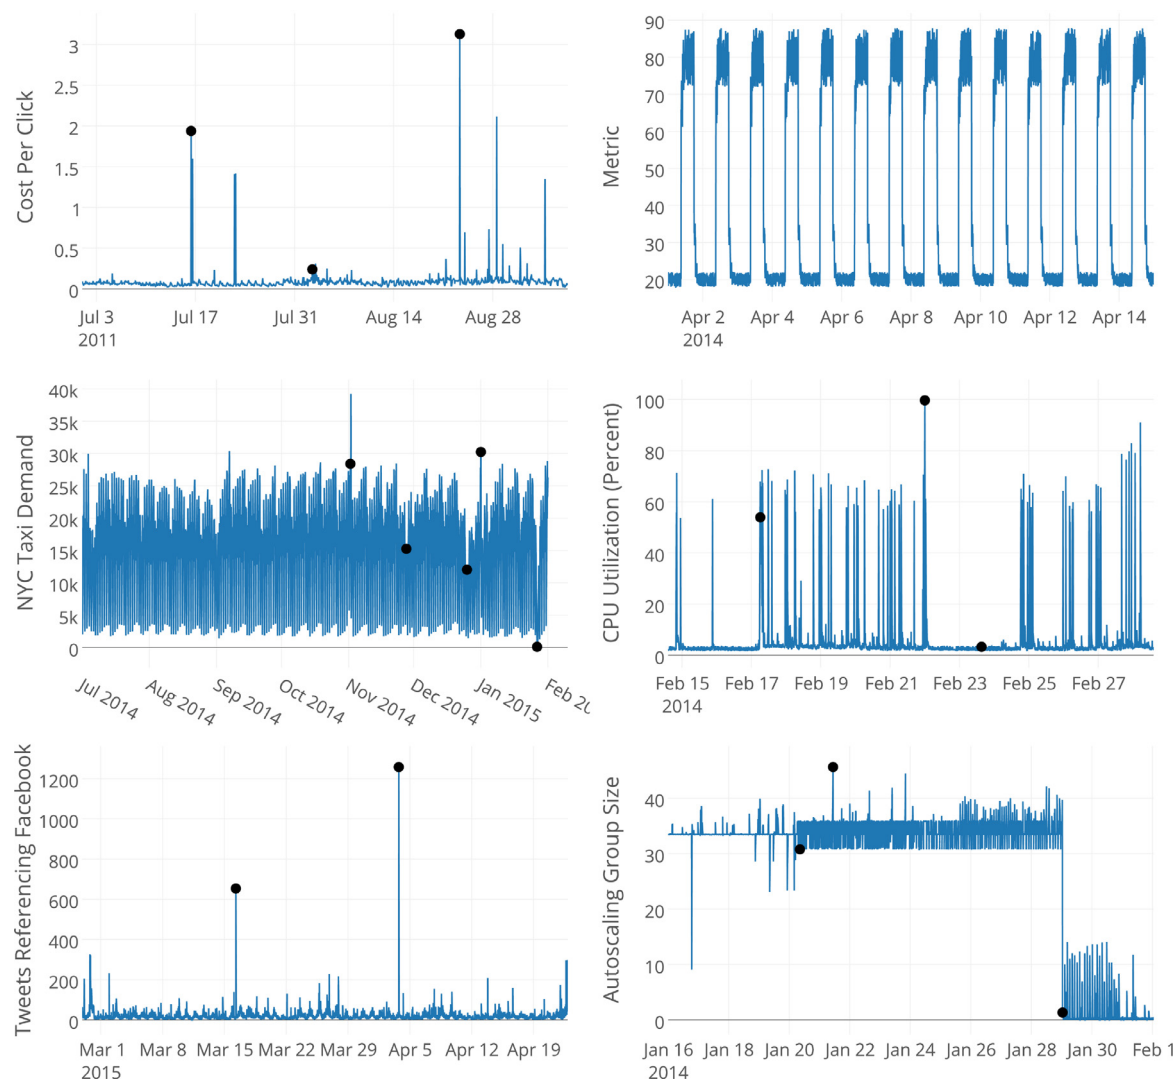 Cost Per Click
3
2.5
2
1.5
1
0.5
0
Jul 3 Jul 17 Jul 31 Aug 14 Aug 28
2011
Metric
90
80
70
60
50
40
30
20
Apr 2 Apr 4 Apr 6 Apr 8 Apr 10 Apr 12 Apr 14
2014
NYC Taxi Demand
40k
35k
30k
25k
20k
15k
10k
5k
0
Jul 2014 Aug 2014 Sep 2014 Oct 2014 Nov 2014 Dec 2014 Jan 2015 Feb 20
CPU Utilization (Percent)
100
80
60
40
20
0
Feb 15 Feb 17 Feb 19 Feb 21 Feb 23 Feb 25 Feb 27
2014
Tweets Referencing Facebook
1200
1000
800
600
400
200
0
Mar 1 Mar 8 Mar 15 Mar 22 Mar 29 Apr 5 Apr 12 Apr 19
2015
Autoscaling Group Size
40
30
20
10
0
Jan 16 Jan 18 Jan 20 Jan 22 Jan 24 Jan 26 Jan 28 Jan 30 Feb 1
2014